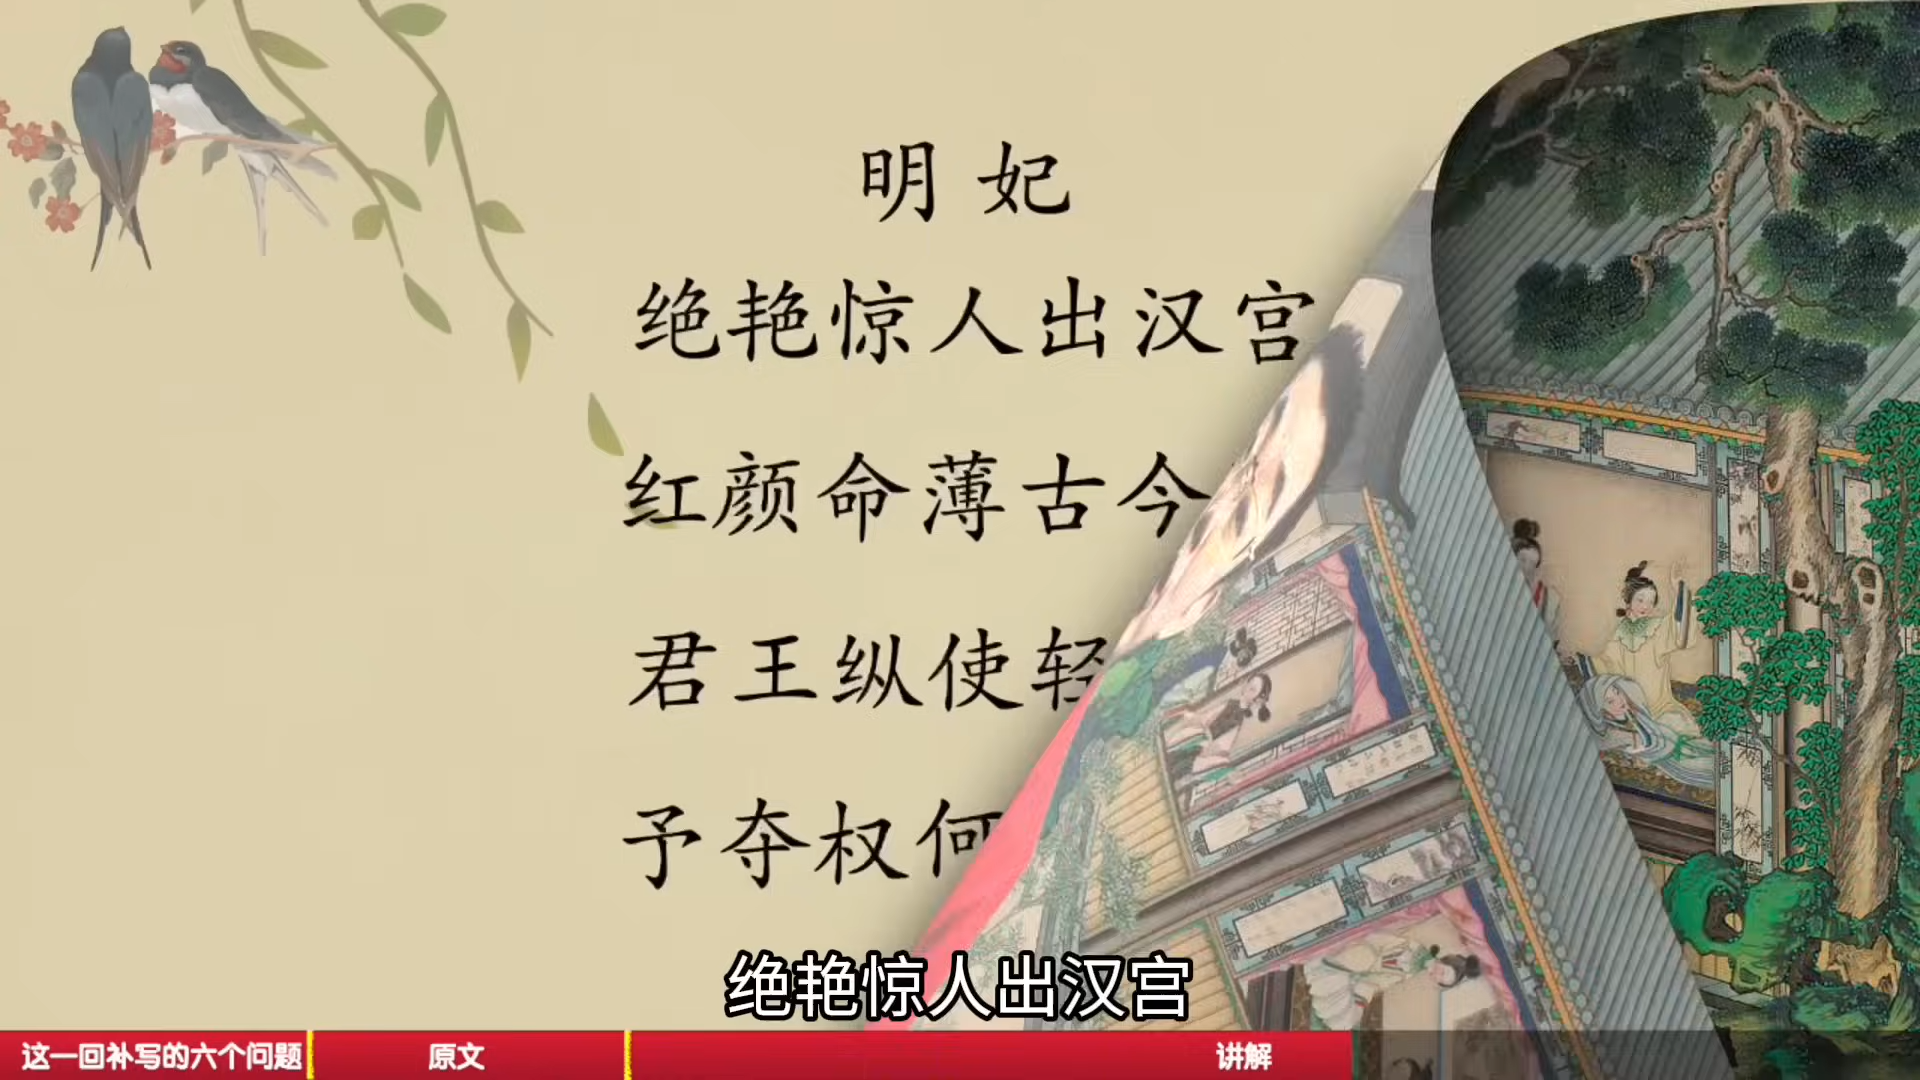 明妃
绝艳惊人出汉宫
红颜命薄古今
君王纵使轻
予夺权何
绝艳惊人出汉宫
这一回补写的六个问题
原文
讲解